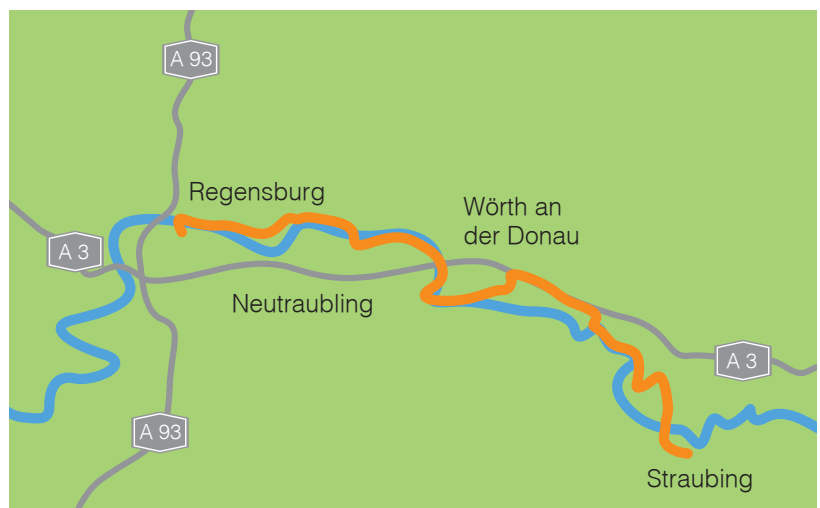 A 93
Regensburg
Wörth an
der Donau
A 3
Neutraubling
A 3
A 93
Straubing